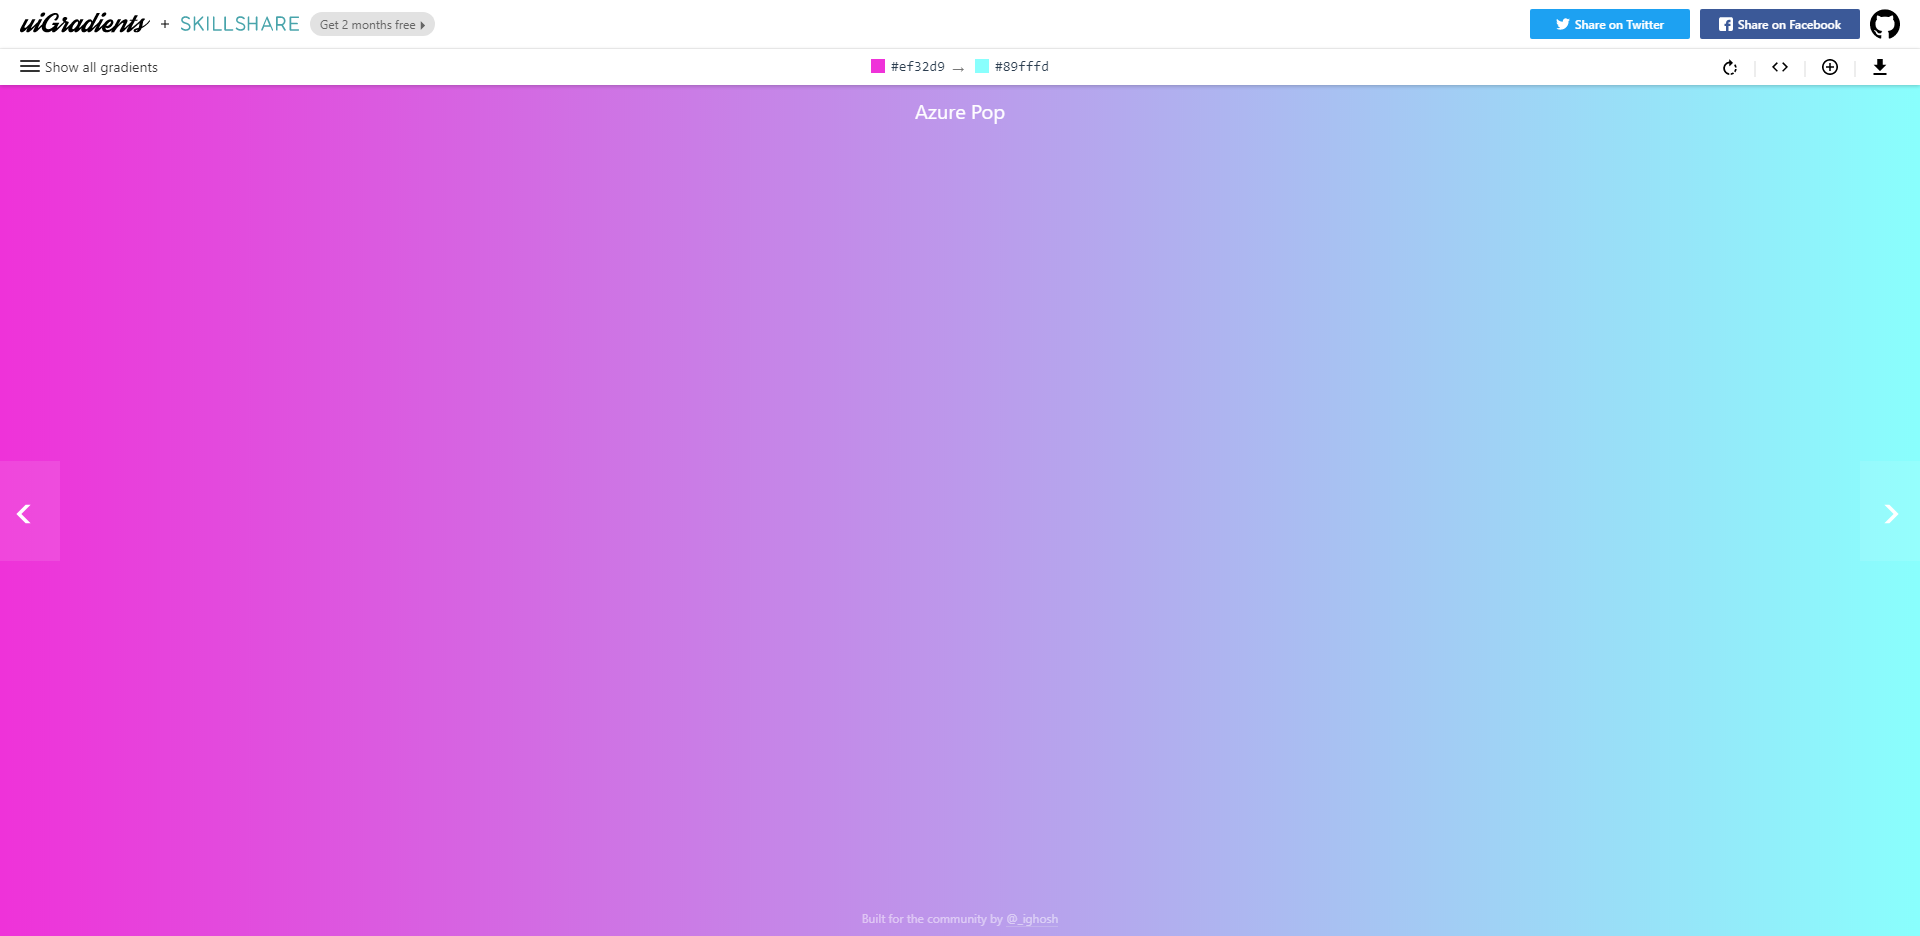 uiGradients + SKILLSHARE Get 2 months free
Share on Twitter
Share on Facebook
Show all gradients
#ef32d9 → #89fffd
Azure Pop
Built for the community by @_ighosh